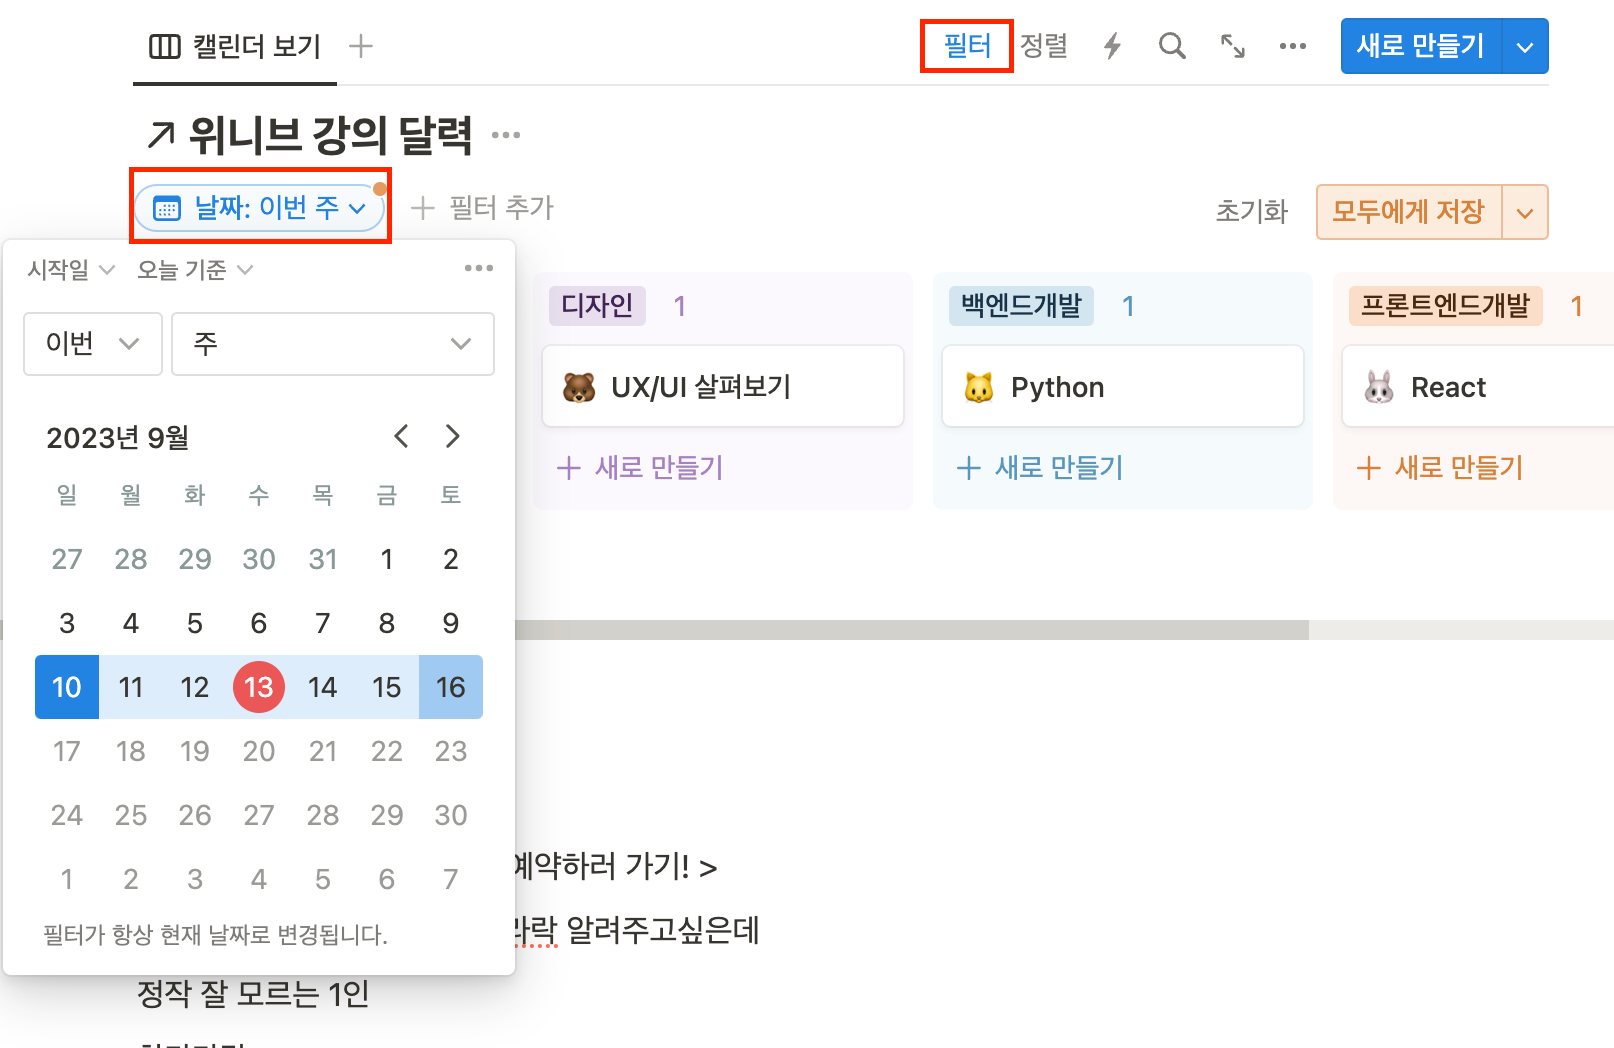 캘린더 보기
필터 정렬 새로 만들기
위니브 강의 달력
날짜: 이번 주 필터 추가 초기화 모두에게 저장
시작일 오늘 기준
이번 주
2023년 9월
일 월 화 수 목 금 토
27 28 29 30 31 1 2
3 4 5 6 7 8 9
10 11 12 13 14 15 16
17 18 19 20 21 22 23
24 25 26 27 28 29 30
1 2 3 4 5 6 7
필터가 항상 현재 날짜로 변경됩니다.
디자인 1
UX/UI 살펴보기
새로 만들기
백엔드개발 1
Python
새로 만들기
프론트엔드개발 1
React
새로 만들기
예약하러 가기! >
알려주고싶은데
정작 잘 모르는 1인